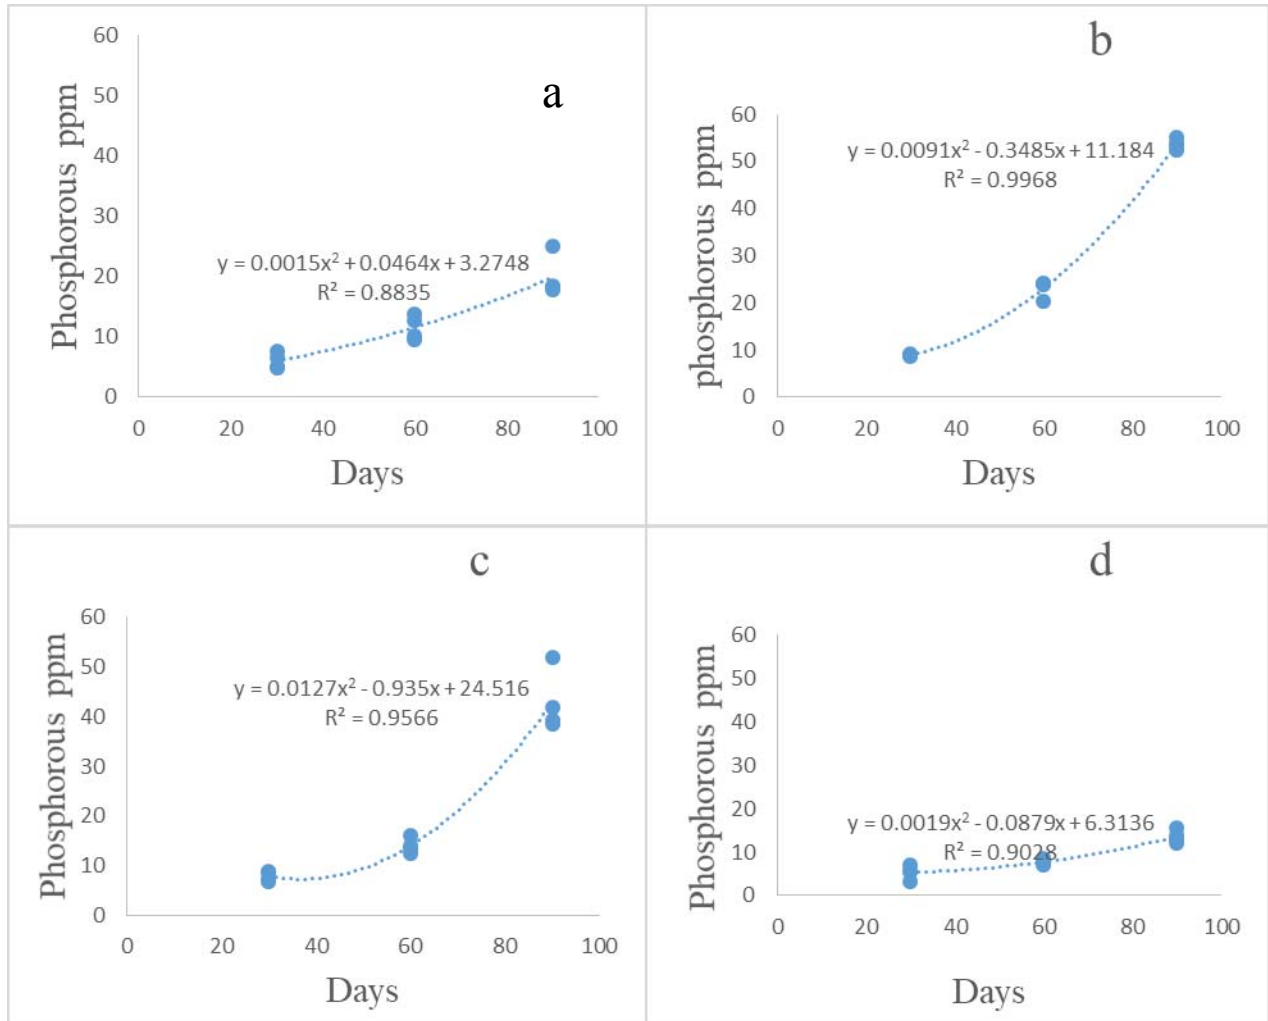 a
60
50
40
30
20
10
0
Phosphorous ppm
y = 0.0015x² + 0.0464x + 3.2748
R² = 0.8835
0 20 40 60 80 100
Days
b
60
50
40
30
20
10
0
phosphorous ppm
y = 0.0091x² - 0.3485x + 11.184
R² = 0.9968
0 20 40 60 80 100
Days
c
60
50
40
30
20
10
0
Phosphorous ppm
y = 0.0127x² - 0.935x + 24.516
R² = 0.9566
0 20 40 60 80 100
Days
d
60
50
40
30
20
10
0
Phosphorous ppm
y = 0.0019x² - 0.0879x + 6.3136
R² = 0.9028
0 20 40 60 80 100
Days